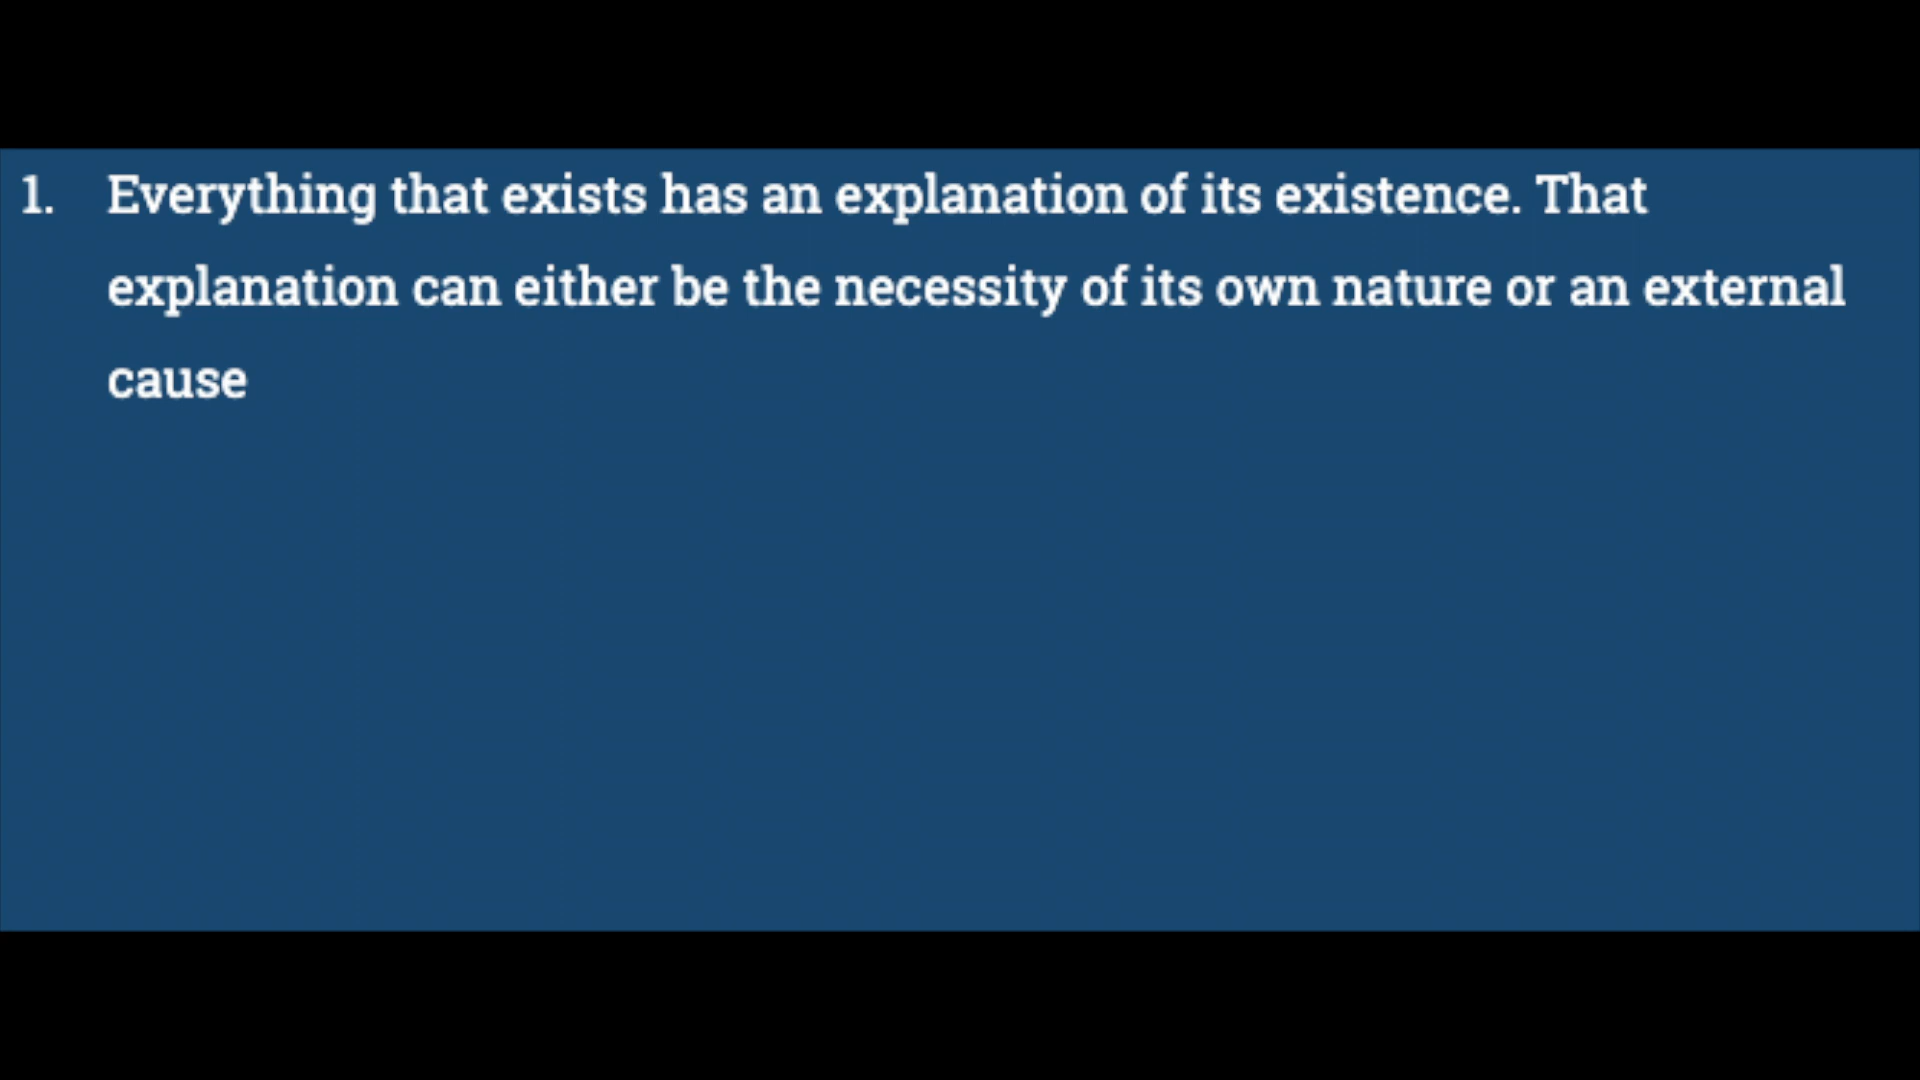 1. Everything that exists has an explanation of its existence. That
explanation can either be the necessity of its own nature or an external
cause